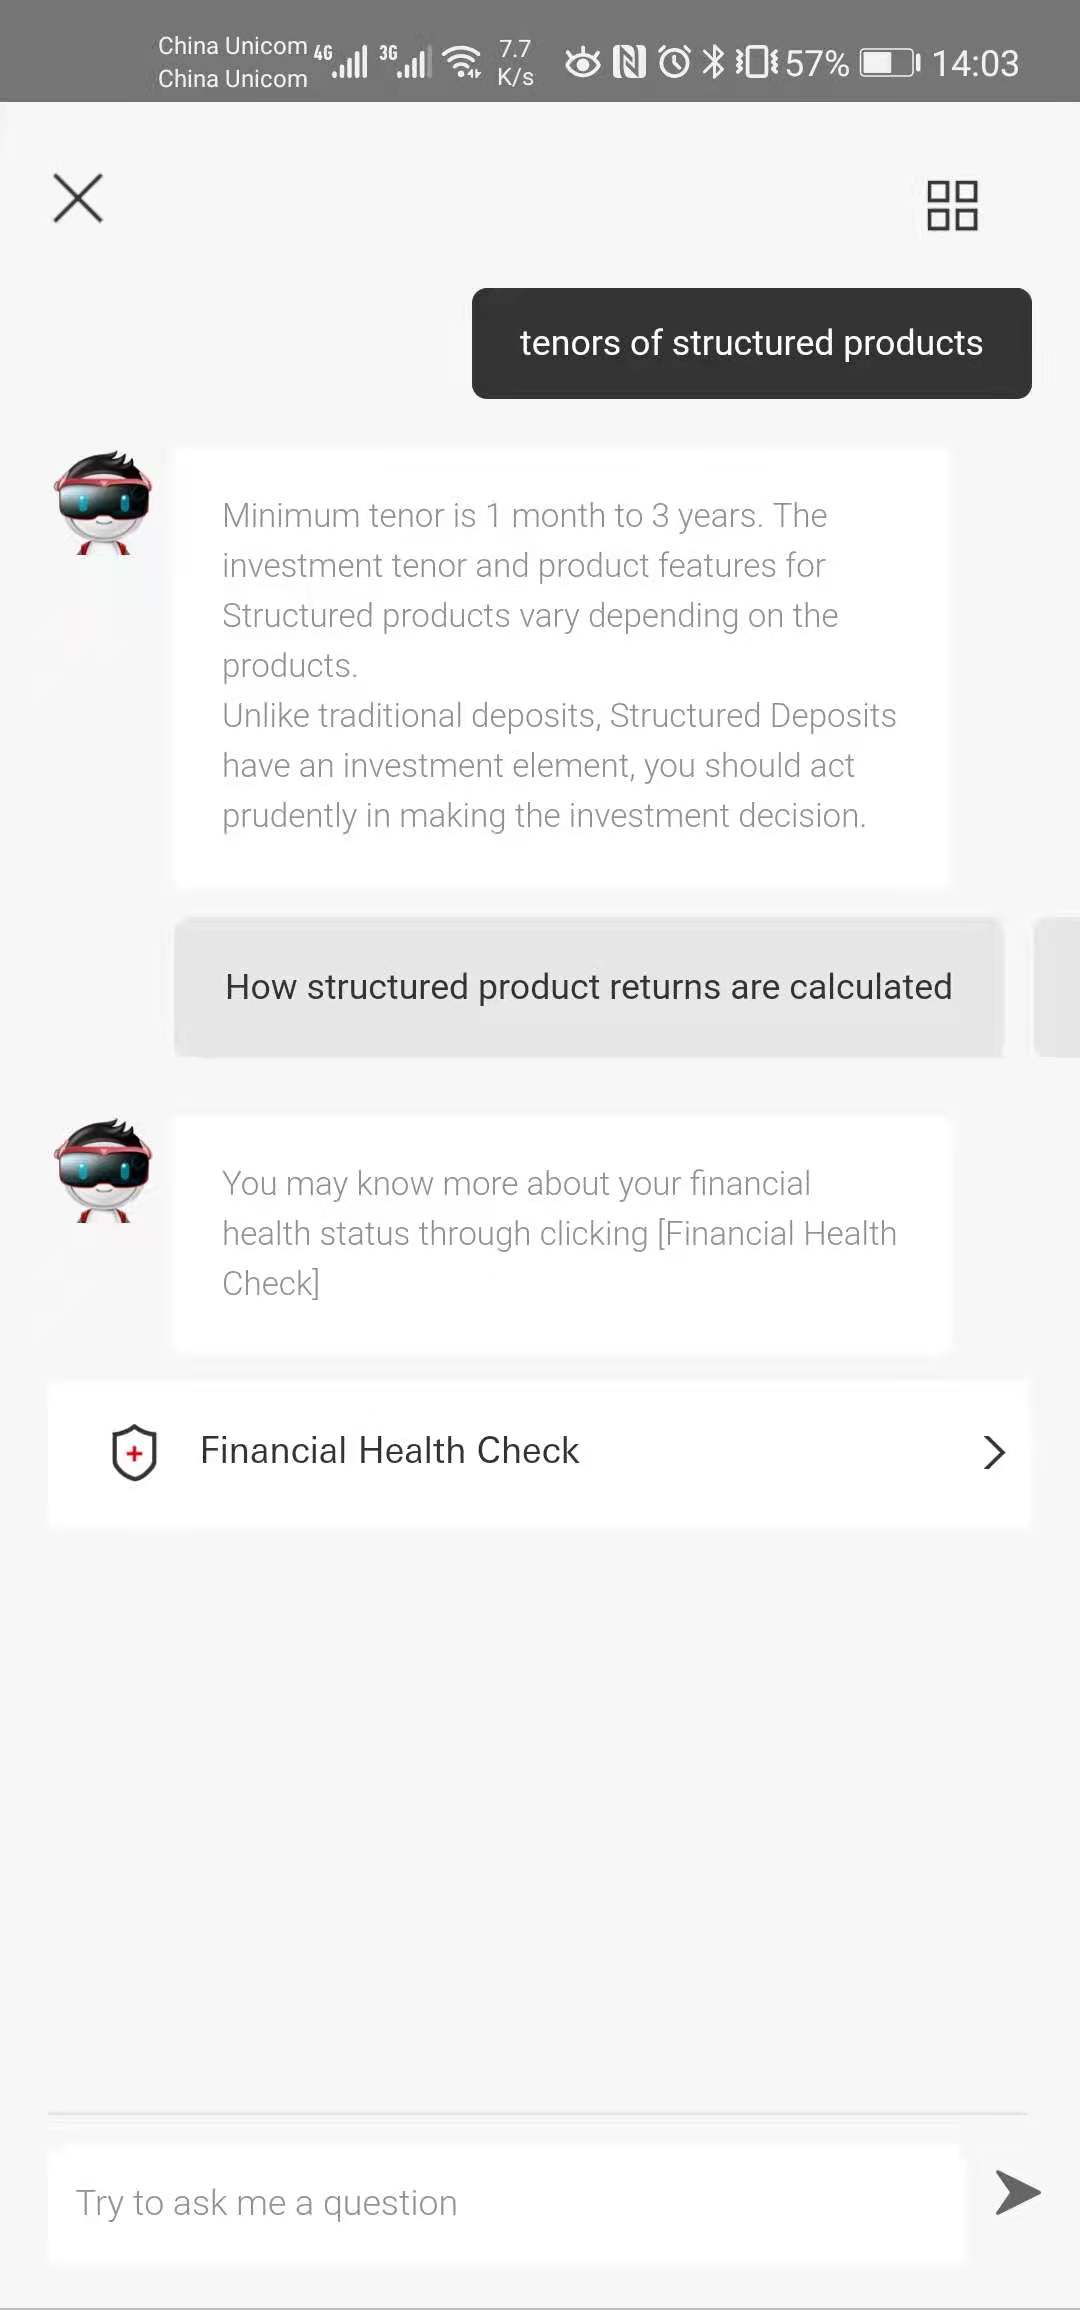 China Unicom 4G 3G 7.7 57% 14:03
China Unicom K/s
tenors of structured products
Minimum tenor is 1 month to 3 years. The
investment tenor and product features for
Structured products vary depending on the
products.
Unlike traditional deposits, Structured Deposits
have an investment element, you should act
prudently in making the investment decision.
How structured product returns are calculated
You may know more about your financial
health status through clicking [Financial Health
Check]
Financial Health Check
Try to ask me a question